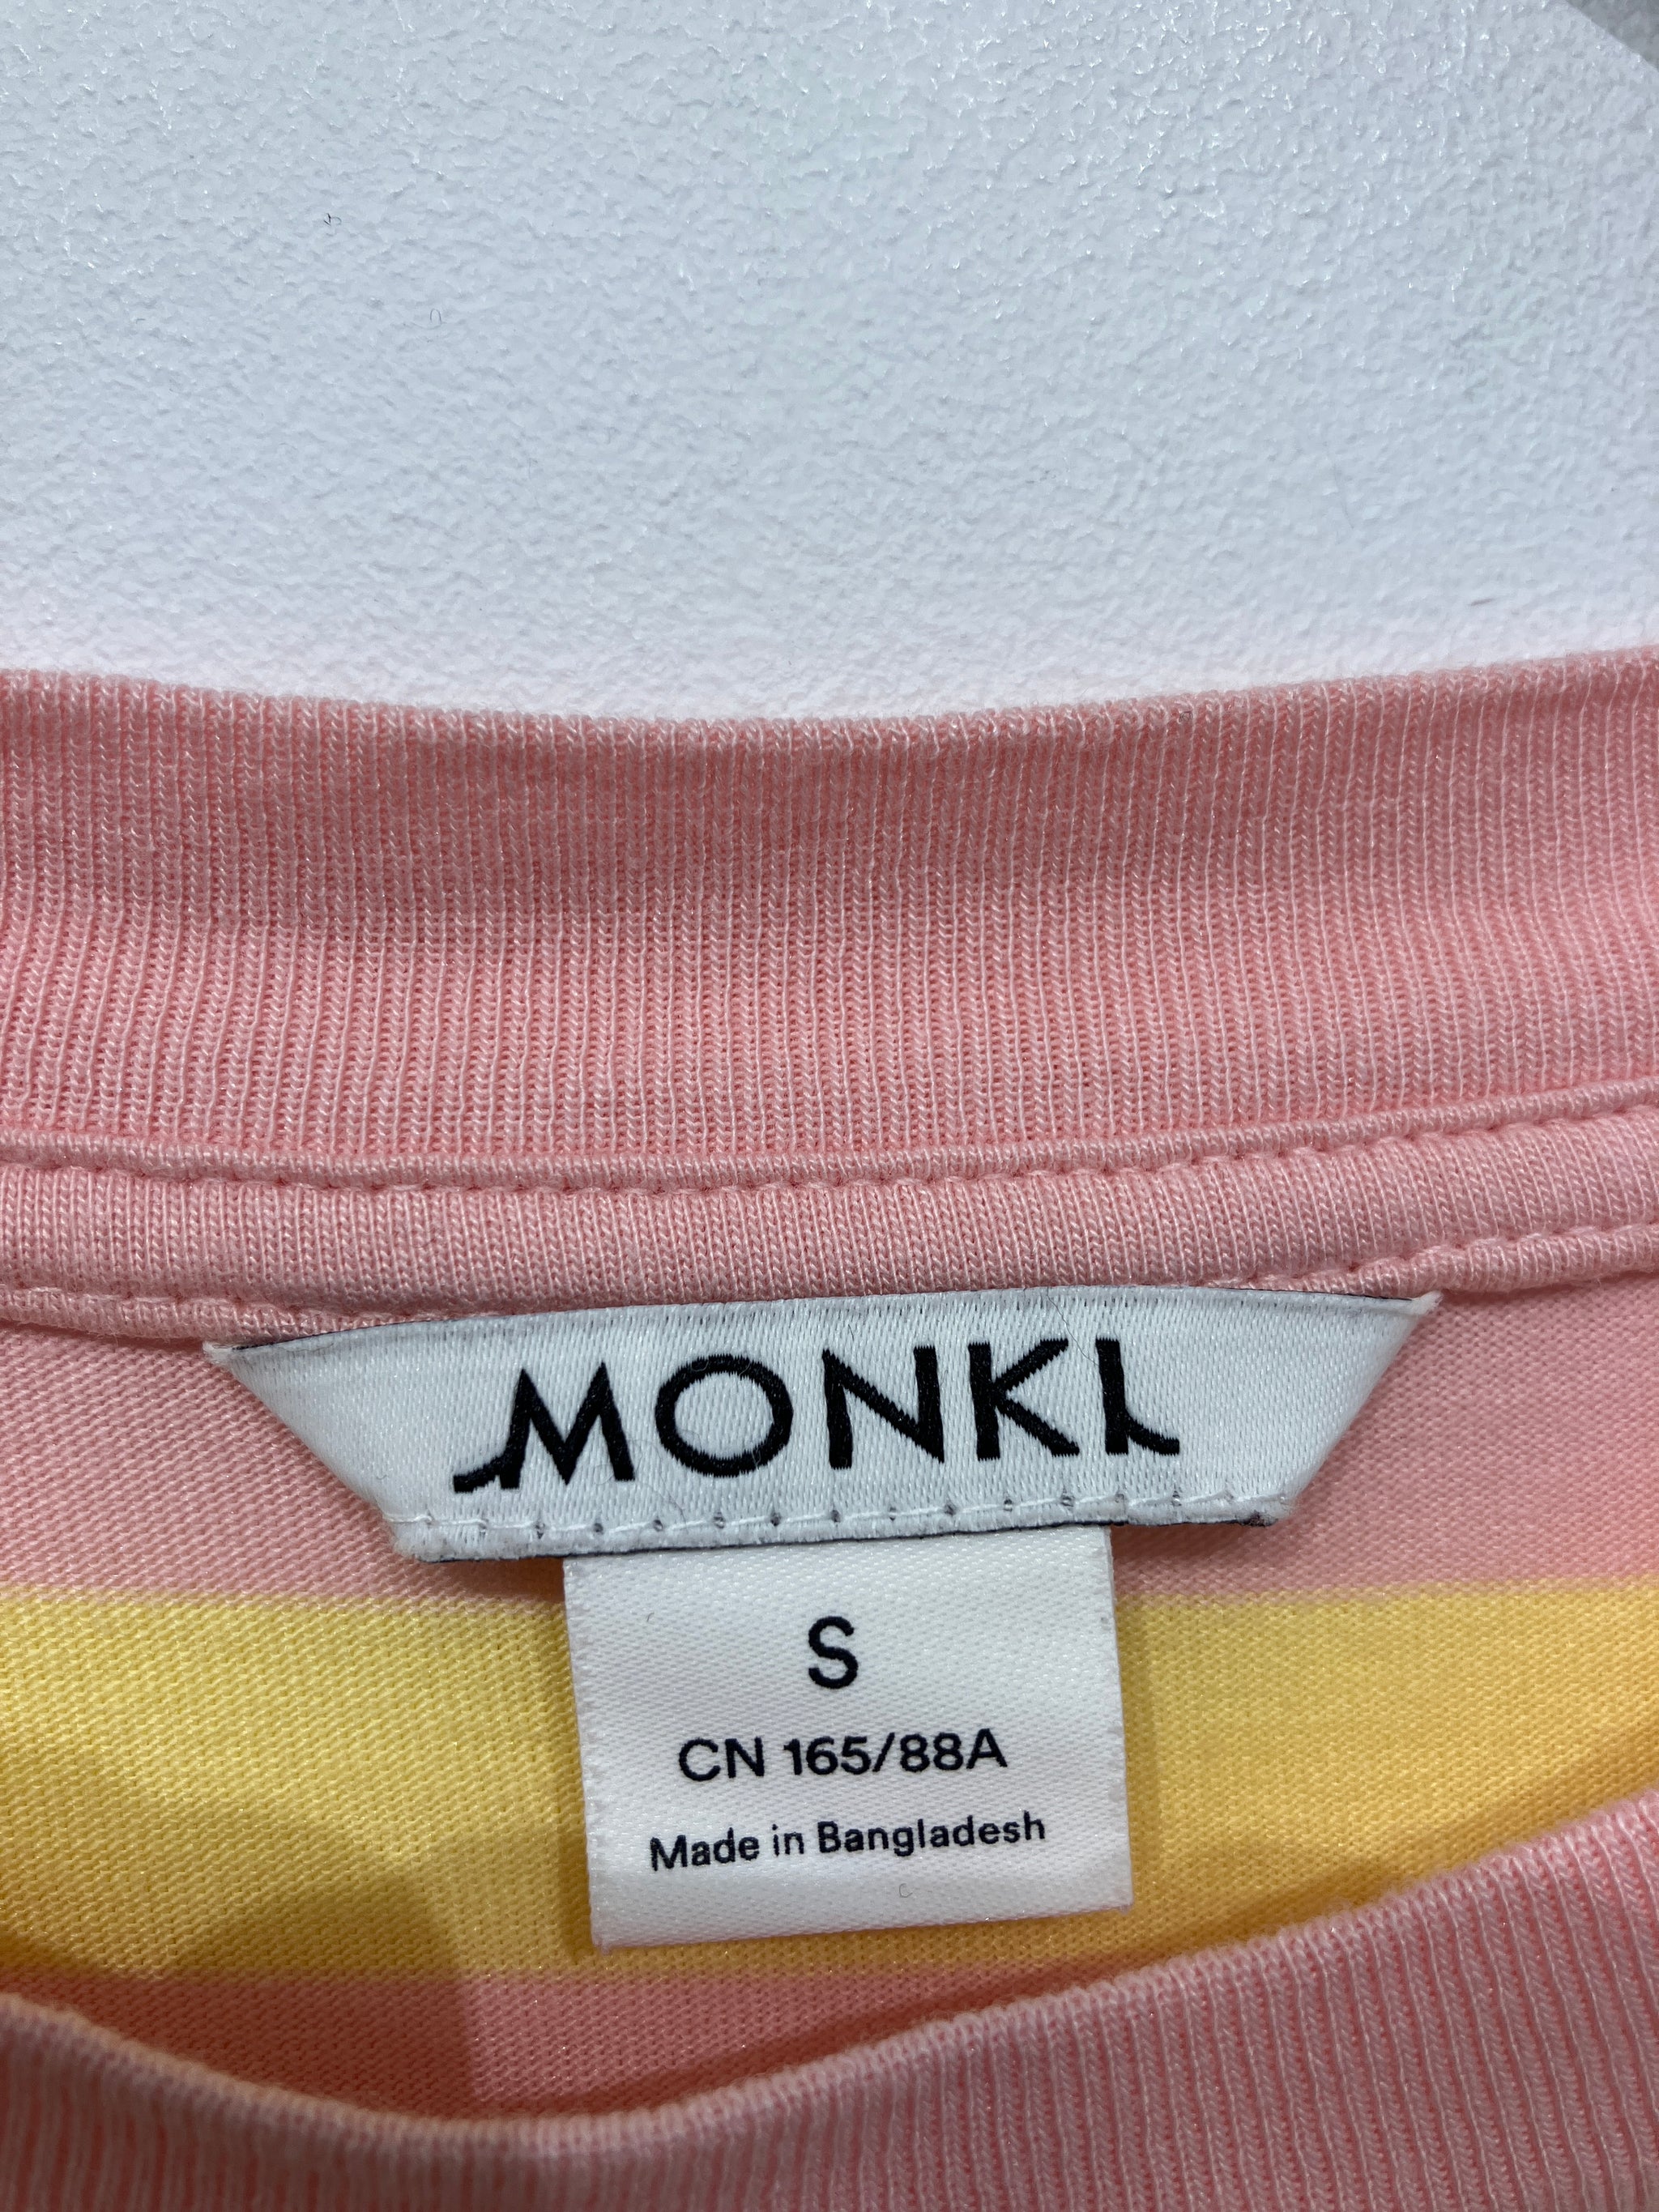 MONKI
S
CN 165/88A
Made in Bangladesh